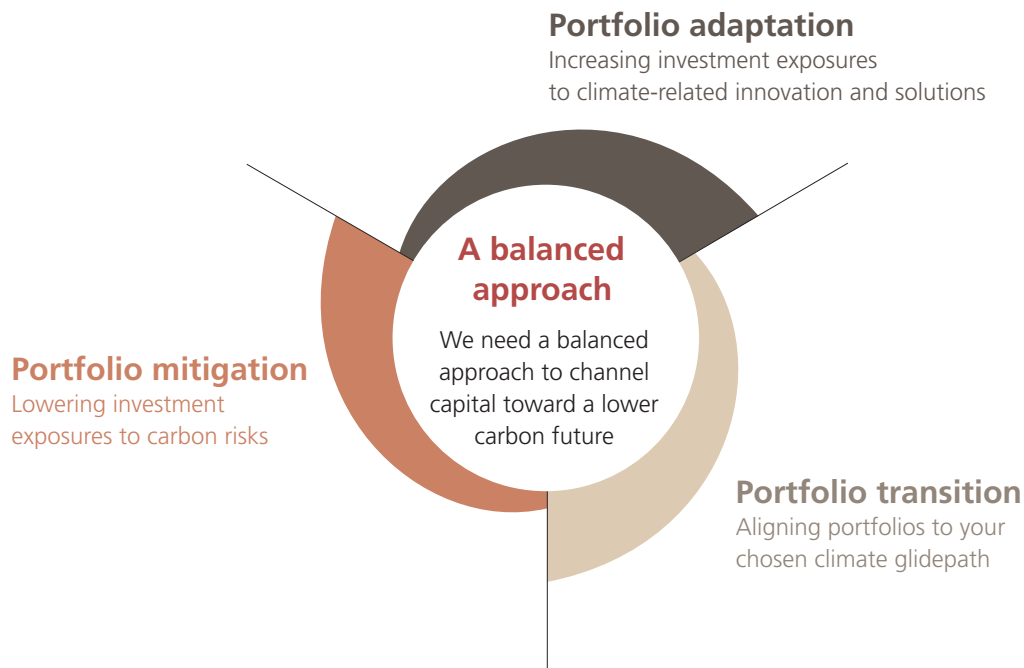 Portfolio adaptation
Increasing investment exposures
to climate-related innovation and solutions
A balanced
approach
We need a balanced
approach to channel
capital toward a lower
carbon future
Portfolio mitigation
Lowering investment
exposures to carbon risks
Portfolio transition
Aligning portfolios to your
chosen climate glidepath